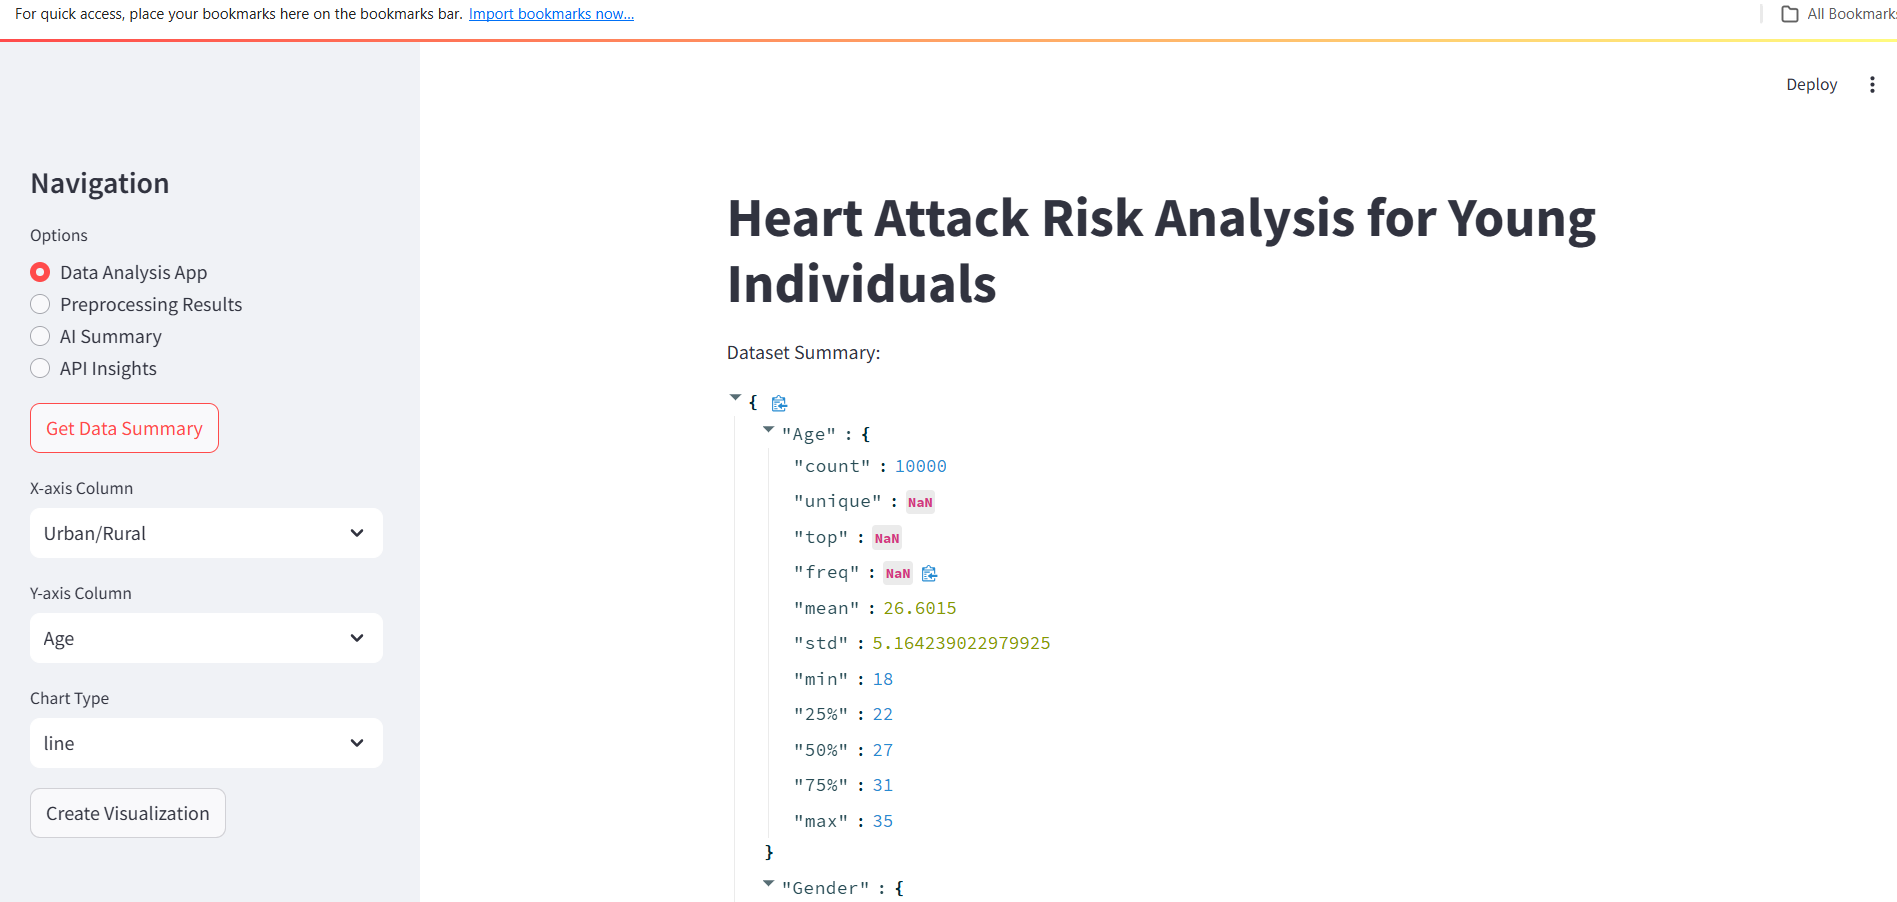 For quick access, place your bookmarks here on the bookmarks bar. Import bookmarks now...
All Bookmarks
Deploy
Navigation
Options
Data Analysis App
Preprocessing Results
AI Summary
API Insights
Get Data Summary
X-axis Column
Urban/Rural
Y-axis Column
Age
Chart Type
line
Create Visualization
Heart Attack Risk Analysis for Young
Individuals
Dataset Summary:
{
"Age" : {
"count" : 10000
"unique" : NaN
"top" : NaN
"freq" : NaN
"mean" : 26.6015
"std" : 5.164239022979925
"min" : 18
"25%" : 22
"50%" : 27
"75%" : 31
"max" : 35
}
"Gender" : {